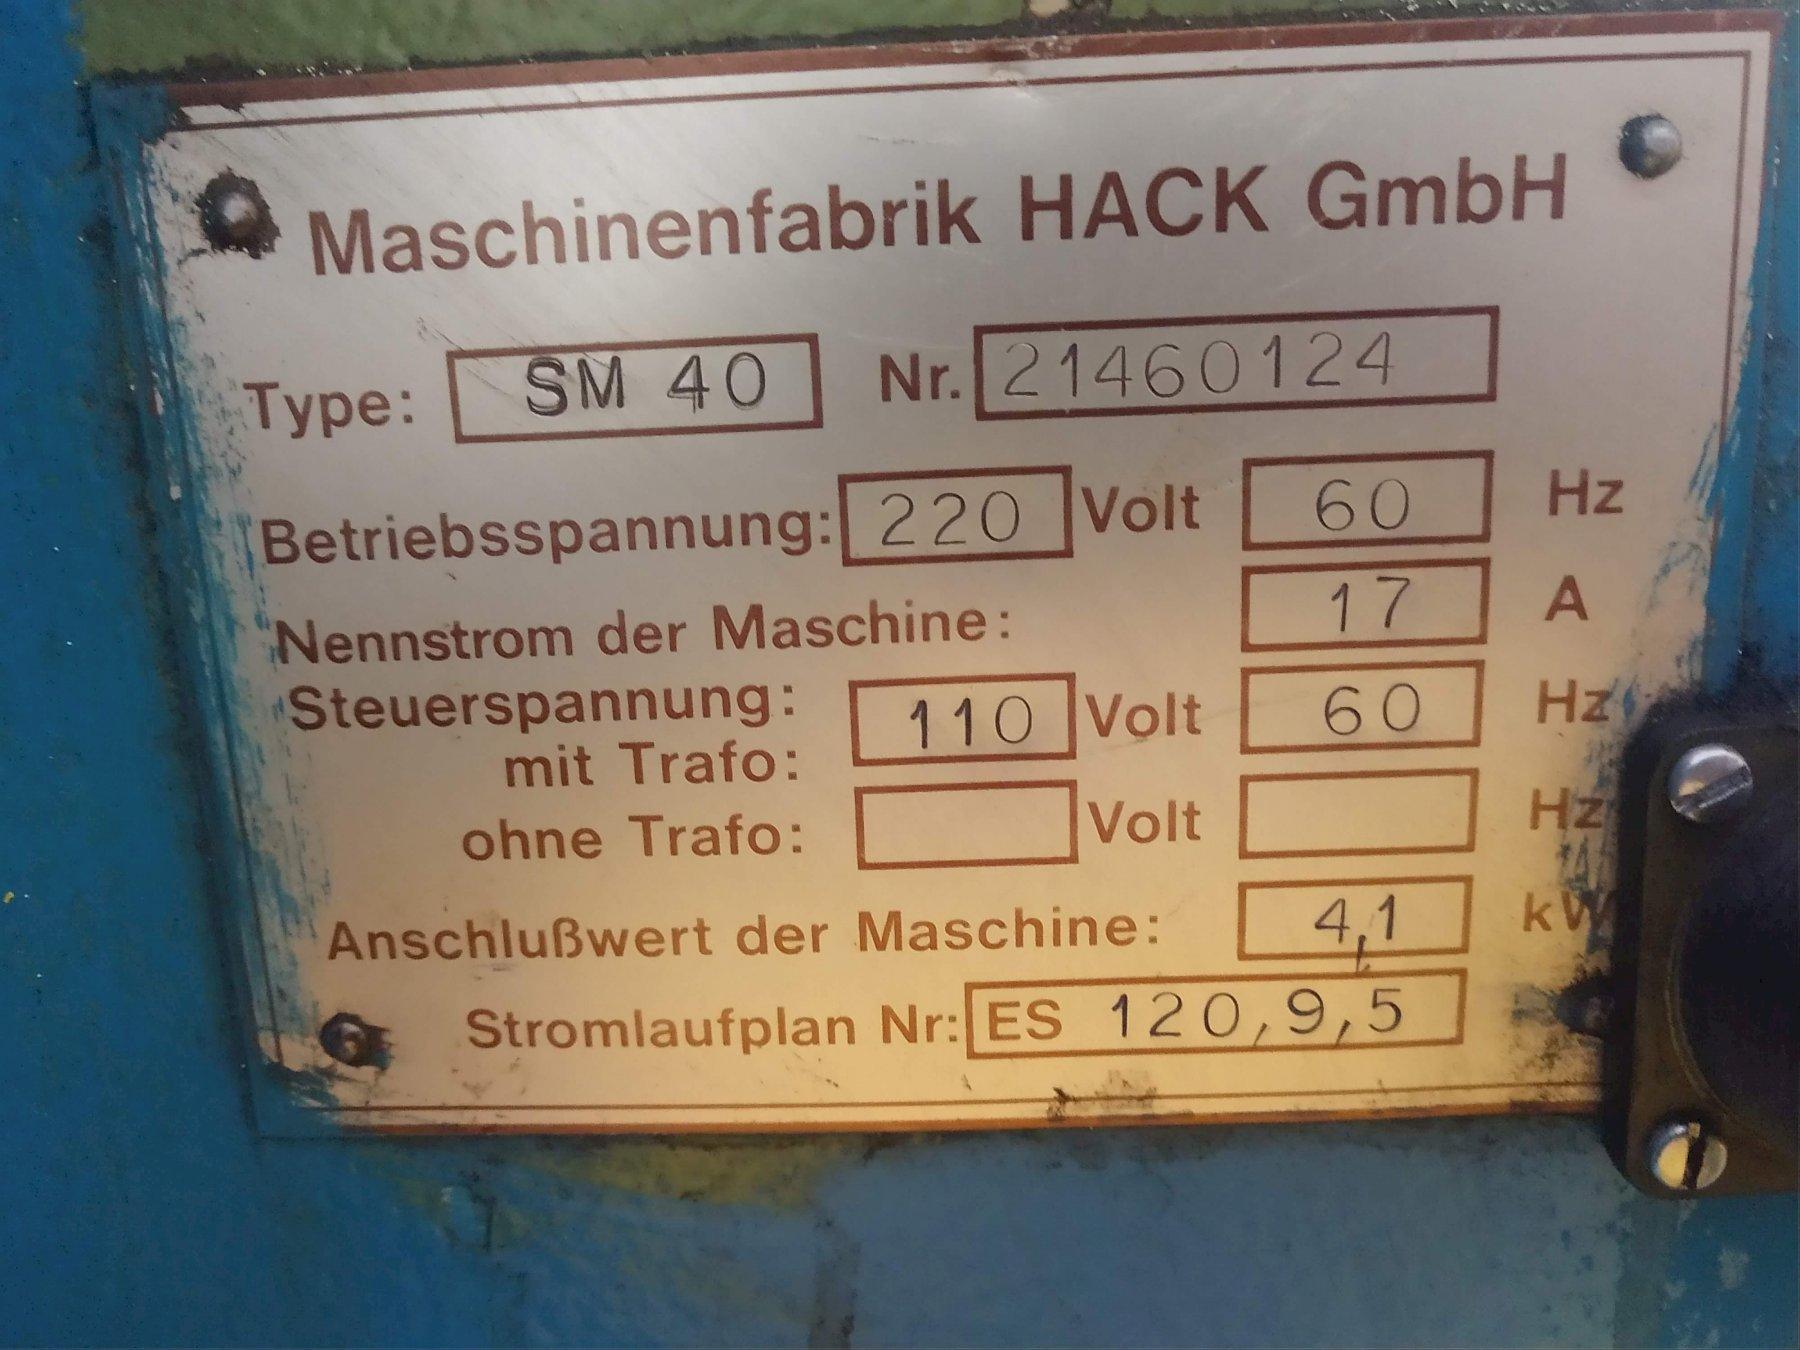 Maschinenfabrik HACK GmbH
Type: SM 40 Nr. 21460124
Betriebsspannung: 220 Volt 60 Hz
Nennstrom der Maschine: 17 A
Steuerspannung:
mit Trafo: 110 Volt 60 Hz
ohne Trafo: Volt Hz
Anschlußwert der Maschine: 4,1 kW
Stromlaufplan Nr: ES 120,9,5